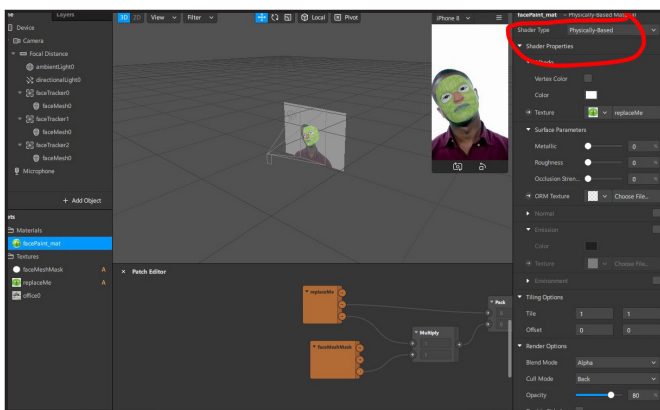 Layers
Device
Camera
Focal Distance
ambientLight0
directionalLight0
faceTracker0
faceMesh0
faceTracker1
faceMesh0
faceTracker2
faceMesh0
Microphone
+ Add Object
Materials
facePaint_mat
Textures
faceMeshMask A
replaceMe A
office0
3D 2D View Filter Local Pivot
iPhone 8
× Patch Editor
replaceMe
faceMeshMask
Multiply
Pack
facePaint_mat - Physically-Based Material
Shader Type Physically-Based
Shader Properties
Vertex Color
Color
Texture replaceMe
Surface Parameters
Metallic 0 %
Roughness 0 %
Occlusion Stren... 0 %
ORM Texture Choose File...
Normal
Emission
Color
Texture Choose File...
Environment
Tiling Options
Tile 1 1
Offset 0 0
Render Options
Blend Mode Alpha
Cull Mode Back
Opacity 80 %